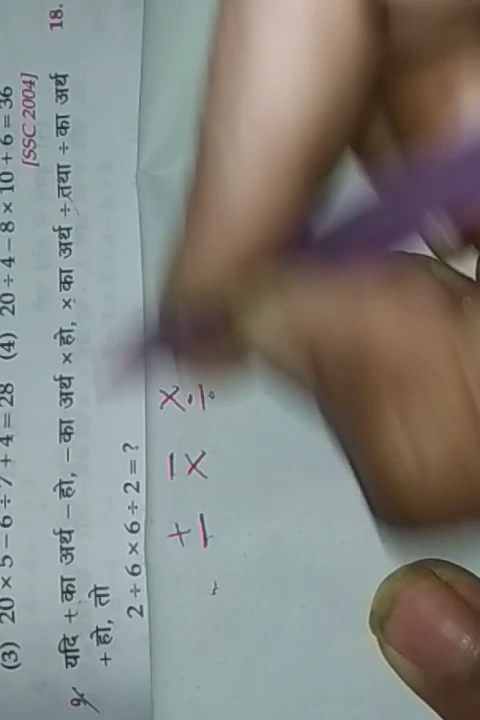 (3) 20 × 5 – 6 ÷ 7 + 4 = 28 (4) 20 ÷ 4 – 8 × 10 + 6 = 36
[SSC 2004]
9. यदि + का अर्थ – हो, – का अर्थ × हो, × का अर्थ ÷ तथा ÷ का अर्थ
+ हो, तो
2 ÷ 6 × 6 ÷ 2 = ?
18.
+ – ×
– × ÷